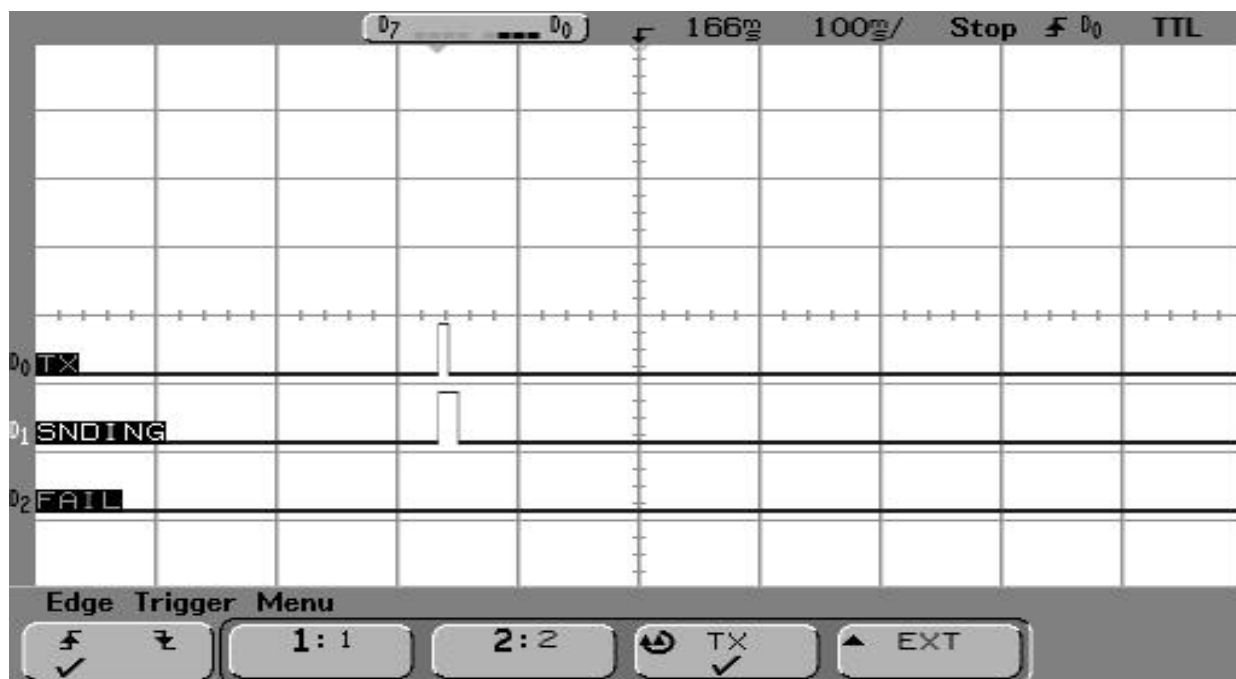 D7 D0 166ms 100ms/ Stop D0 TTL
D0 TX
D1 SNDING
D2 FAIL
Edge Trigger Menu
1: 1 2: 2 TX EXT